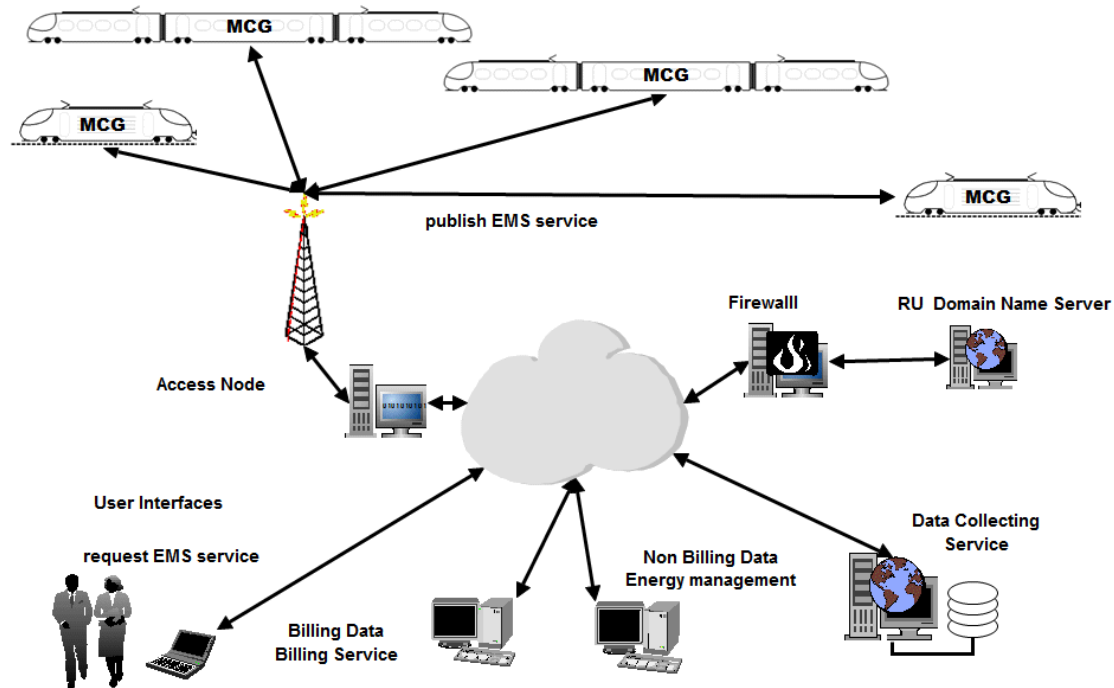 MCG
MCG
MCG
MCG
publish EMS service
Firewalll
RU Domain Name Server
Access Node
010101010
User Interfaces
request EMS service
Data Collecting
Service
Non Billing Data
Energy management
Billing Data
Billing Service